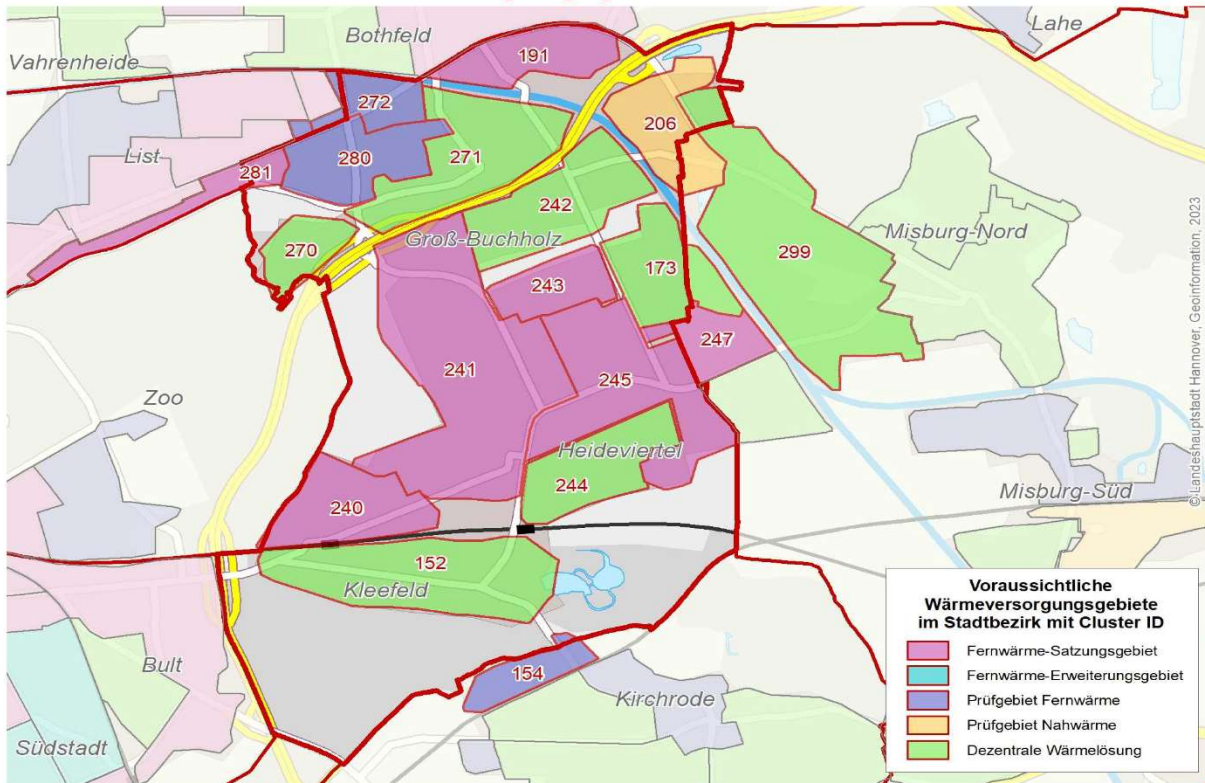 Lahe
Bothfeld
191
Vahrenheide
272
206
List
280
271
281
242
Misburg-Nord
270
Groß-Buchholz
173
299
243
247
241
245
Zoo
Heideviertel
244
Misburg-Süd
240
152
Kleefeld
Bult
154
Kirchrode
Südstadt
© Landeshauptstadt Hannover, Geoinformation, 2023
Voraussichtliche
Wärmeversorgungsgebiete
im Stadtbezirk mit Cluster ID
Fernwärme-Satzungsgebiet
Fernwärme-Erweiterungsgebiet
Prüfgebiet Fernwärme
Prüfgebiet Nahwärme
Dezentrale Wärmelösung